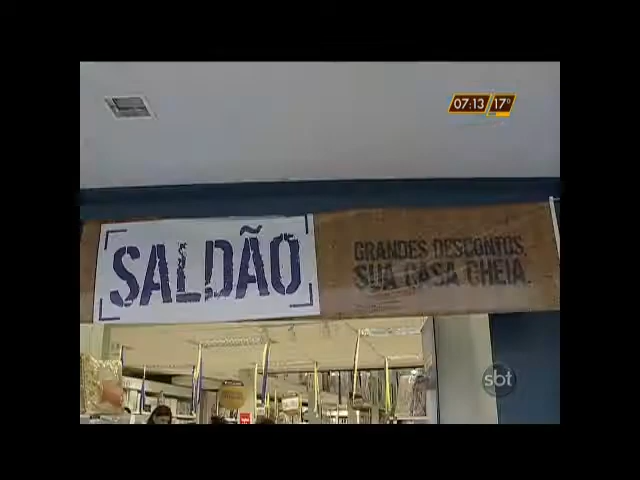 07:13 17°
SALDÃO
GRANDES DESCONTOS.
SUA CASA CHEIA.
sbt